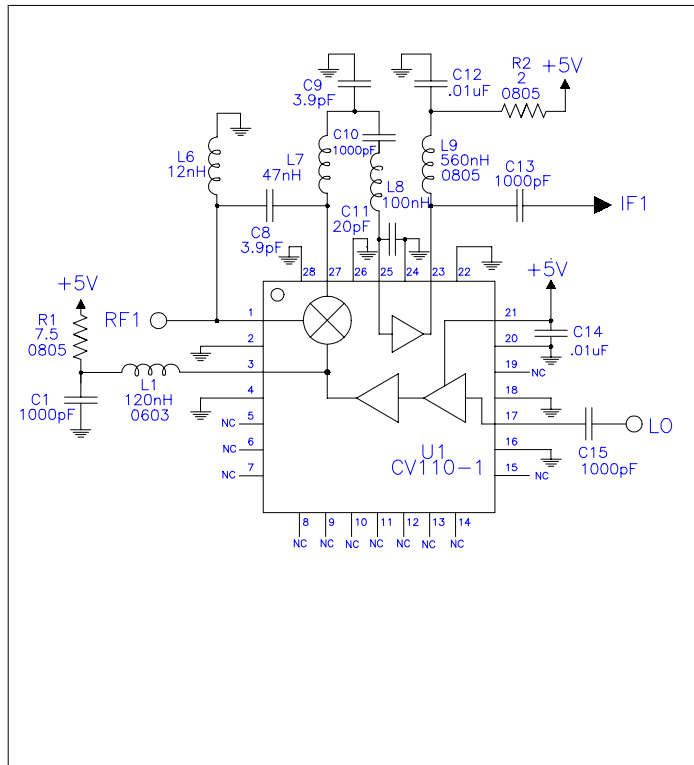 C9
3.9pF
C12
.01uF
R2
2
0805
+5V
L6
12nH
L7
47nH
C10
1000pF
L9
560nH
0805
C13
1000pF
IF1
L8
100nH
C8
3.9pF
C11
20pF
28
27
26
25
24
23
22
+5V
R1
7.5
0805
RF1
1
2
3
4
5
6
7
NC
NC
NC
L1
120nH
0603
C1
1000pF
+5V
21
20
19
18
17
16
15
NC
NC
C14
.01uF
LO
C15
1000pF
U1
CV110-1
8
9
10
11
12
13
14
NC
NC
NC
NC
NC
NC
NC